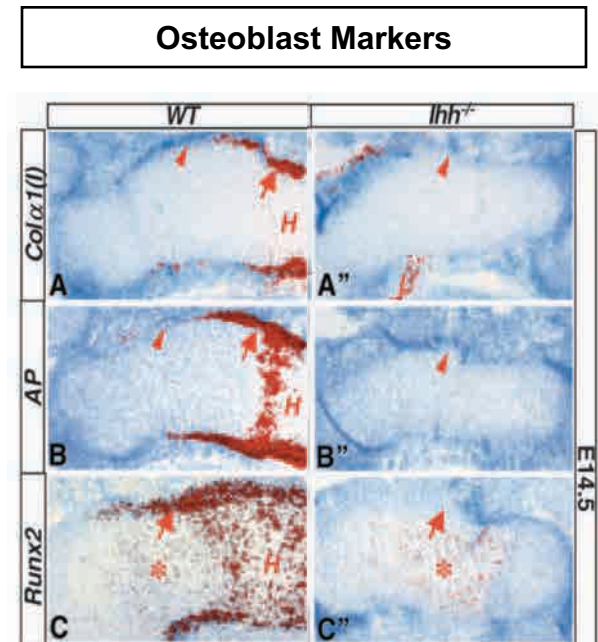 Osteoblast Markers
WT Ihh-/-
Colα1(I)
H
A A”
AP
H
B B”
E14.5
Runx2
* H *
C C”